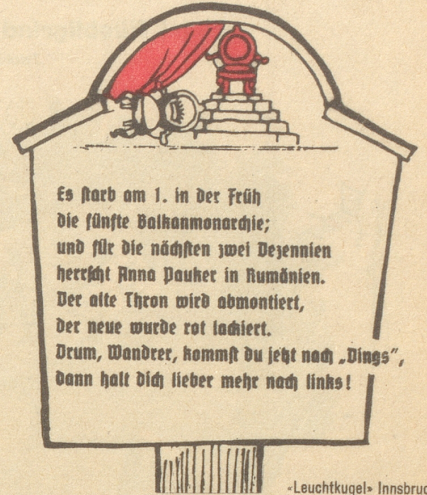 Es starb am 1. in der Früh
die fünfte Balkanmonarchie;
und für die nächsten zwei Dezennien
herrscht Anna Pauker in Rumänien.
Der alte Thron wird abmontiert,
der neue wurde rot lackiert.
Drum, Wandrer, kommst du jetzt nach „Dings“,
dann halt dich lieber mehr nach links!
«Leuchtkugel» Innsbruc